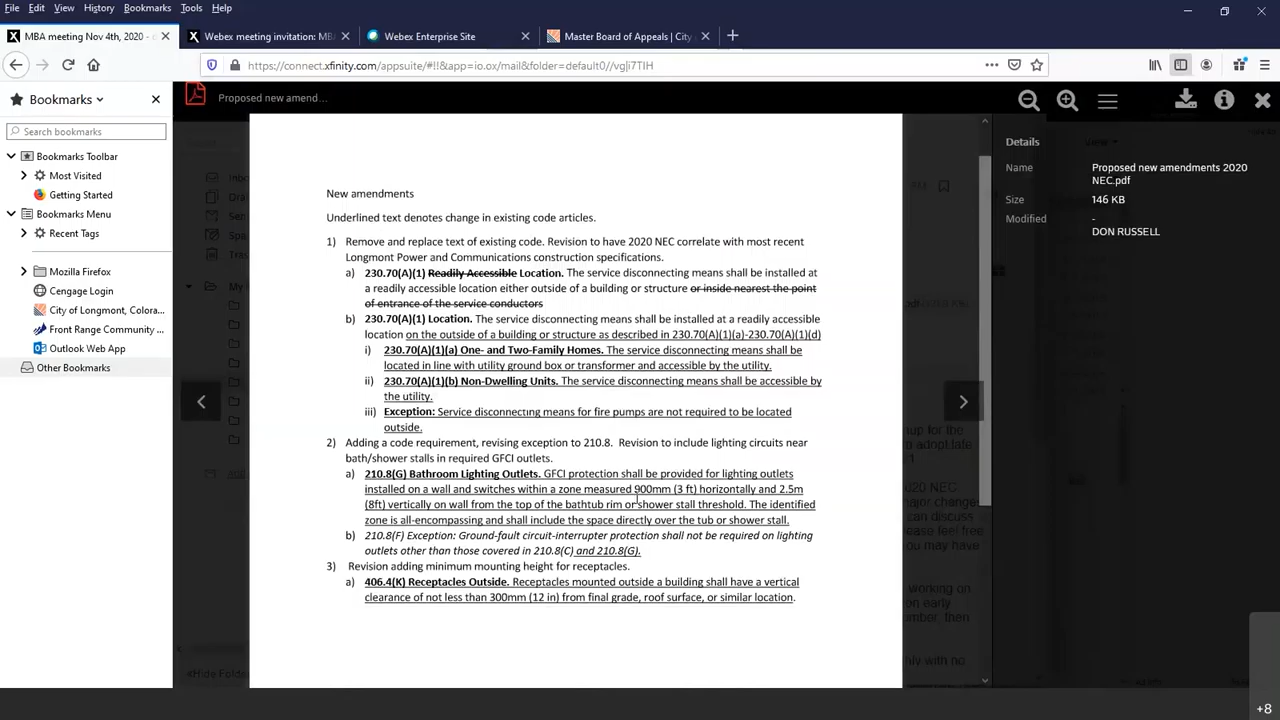 File Edit View History Bookmarks Tools Help
MBA meeting Nov 4th, 2020 -
Webex meeting invitation: MB
Webex Enterprise Site
Master Board of Appeals | City
https://connect.xfinity.com/appsuite/#!!&app=io.ox/mail&folder=default0//vg|i7TIH
Bookmarks
Search bookmarks
Bookmarks Toolbar
Most Visited
Getting Started
Bookmarks Menu
Recent Tags
Mozilla Firefox
Cengage Login
City of Longmont, Colora...
Front Range Community ...
Outlook Web App
Other Bookmarks
Proposed new amend...
New amendments
Underlined text denotes change in existing code articles.
1) Remove and replace text of existing code. Revision to have 2020 NEC correlate with most recent
Longmont Power and Communications construction specifications.
a) 230.70(A)(1) Readily Accessible Location. The service disconnecting means shall be installed at
a readily accessible location either outside of a building or structure or inside nearest the point
of entrance of the service conductors
b) 230.70(A)(1) Location. The service disconnecting means shall be installed at a readily accessible
location on the outside of a building or structure as described in 230.70(A)(1)(a)-230.70(A)(1)(d)
i) 230.70(A)(1)(a) One- and Two-Family Homes. The service disconnecting means shall be
located in line with utility ground box or transformer and accessible by the utility.
ii) 230.70(A)(1)(b) Non-Dwelling Units. The service disconnecting means shall be accessible by
the utility.
iii) Exception: Service disconnecting means for fire pumps are not required to be located
outside.
2) Adding a code requirement, revising exception to 210.8. Revision to include lighting circuits near
bath/shower stalls in required GFCI outlets.
a) 210.8(G) Bathroom Lighting Outlets. GFCI protection shall be provided for lighting outlets
installed on a wall and switches within a zone measured 900mm (3 ft) horizontally and 2.5m
(8ft) vertically on wall from the top of the bathtub rim or shower stall threshold. The identified
zone is all-encompassing and shall include the space directly over the tub or shower stall.
b) 210.8(F) Exception: Ground-fault circuit-interrupter protection shall not be required on lighting
outlets other than those covered in 210.8(C) and 210.8(G).
3) Revision adding minimum mounting height for receptacles.
a) 406.4(K) Receptacles Outside. Receptacles mounted outside a building shall have a vertical
clearance of not less than 300mm (12 in) from final grade, roof surface, or similar location.
Details
View
Name Proposed new amendments 2020
NEC.pdf
Size 146 KB
Modified -
DON RUSSELL
+8